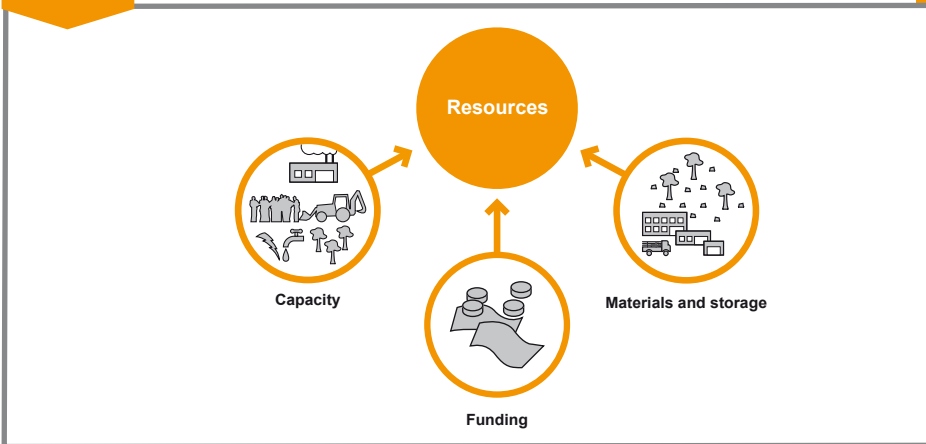 Resources
Capacity
Materials and storage
Funding